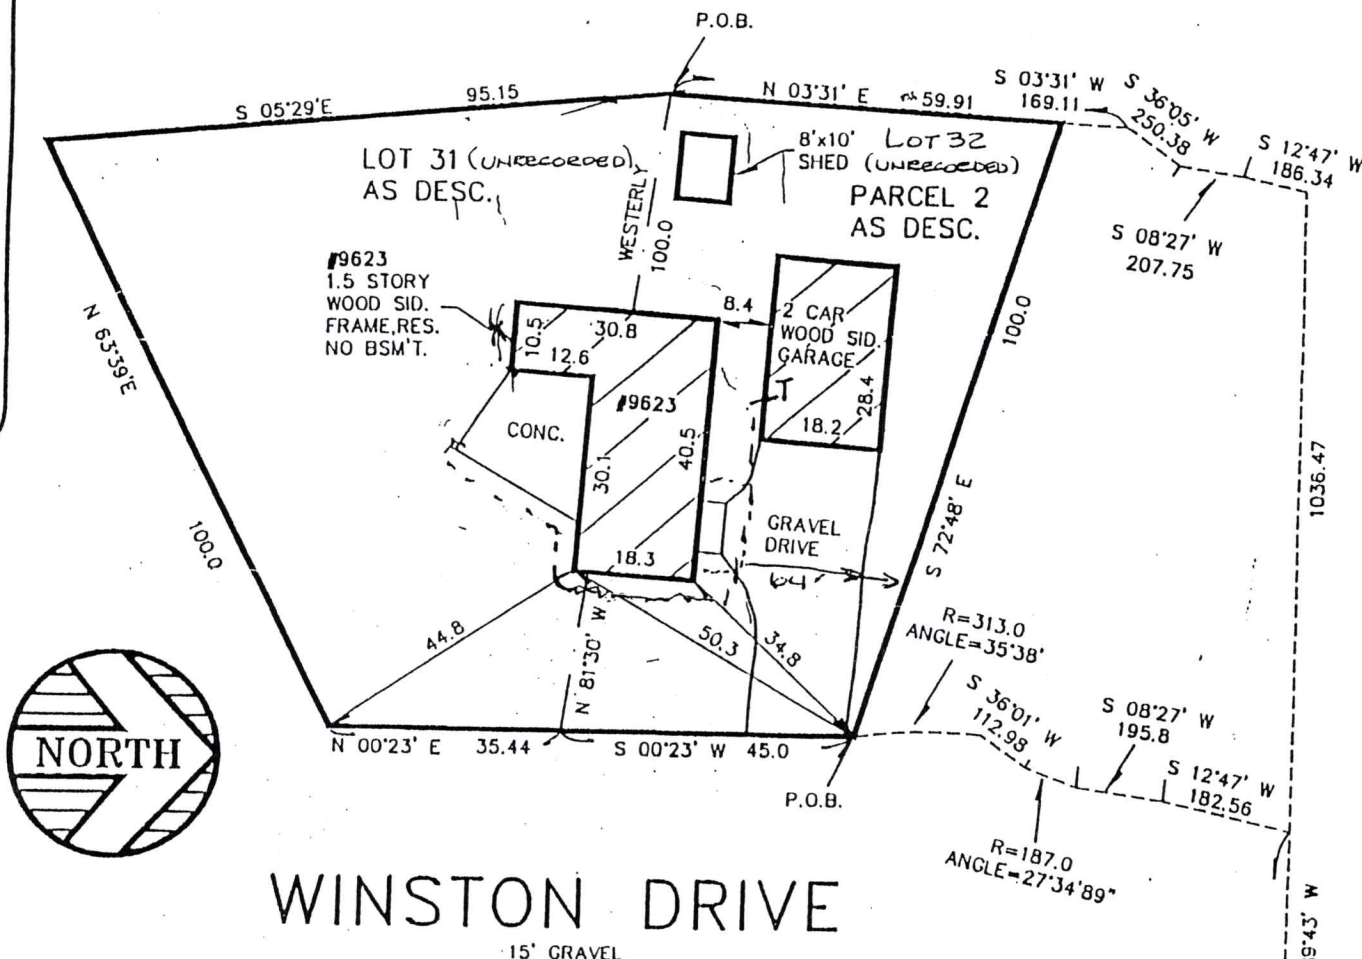 P.O.B.
S 05°29'E
95.15
N 03°31' E
59.91
S 03°31' W
169.11
S 36°05' W
250.38
S 12°47' W
186.34
S 08°27' W
207.75
LOT 31 (UNRECORDED)
AS DESC.
8'x10'
SHED
LOT 32
(UNRECORDED)
PARCEL 2
AS DESC.
WESTERLY
100.0
#9623
1.5 STORY
WOOD SID.
FRAME,RES.
NO BSM'T.
10.5
30.8
12.6
8.4
2 CAR
WOOD SID.
GARAGE
28.4
18.2
100.0
N 63°39'E
100.0
#9623
CONC.
30.1
40.5
18.3
T
GRAVEL
DRIVE
64'
S 72°48' E
1036.47
44.8
N 81°30' W
50.3
34.8
R=313.0
ANGLE=35°38'
S 36°01' W
112.98
S 08°27' W
195.8
S 12°47' W
182.56
N 00°23' E
35.44
S 00°23' W
45.0
P.O.B.
R=187.0
ANGLE=27°34'89"
NORTH
WINSTON DRIVE
15' GRAVEL
9°43' W